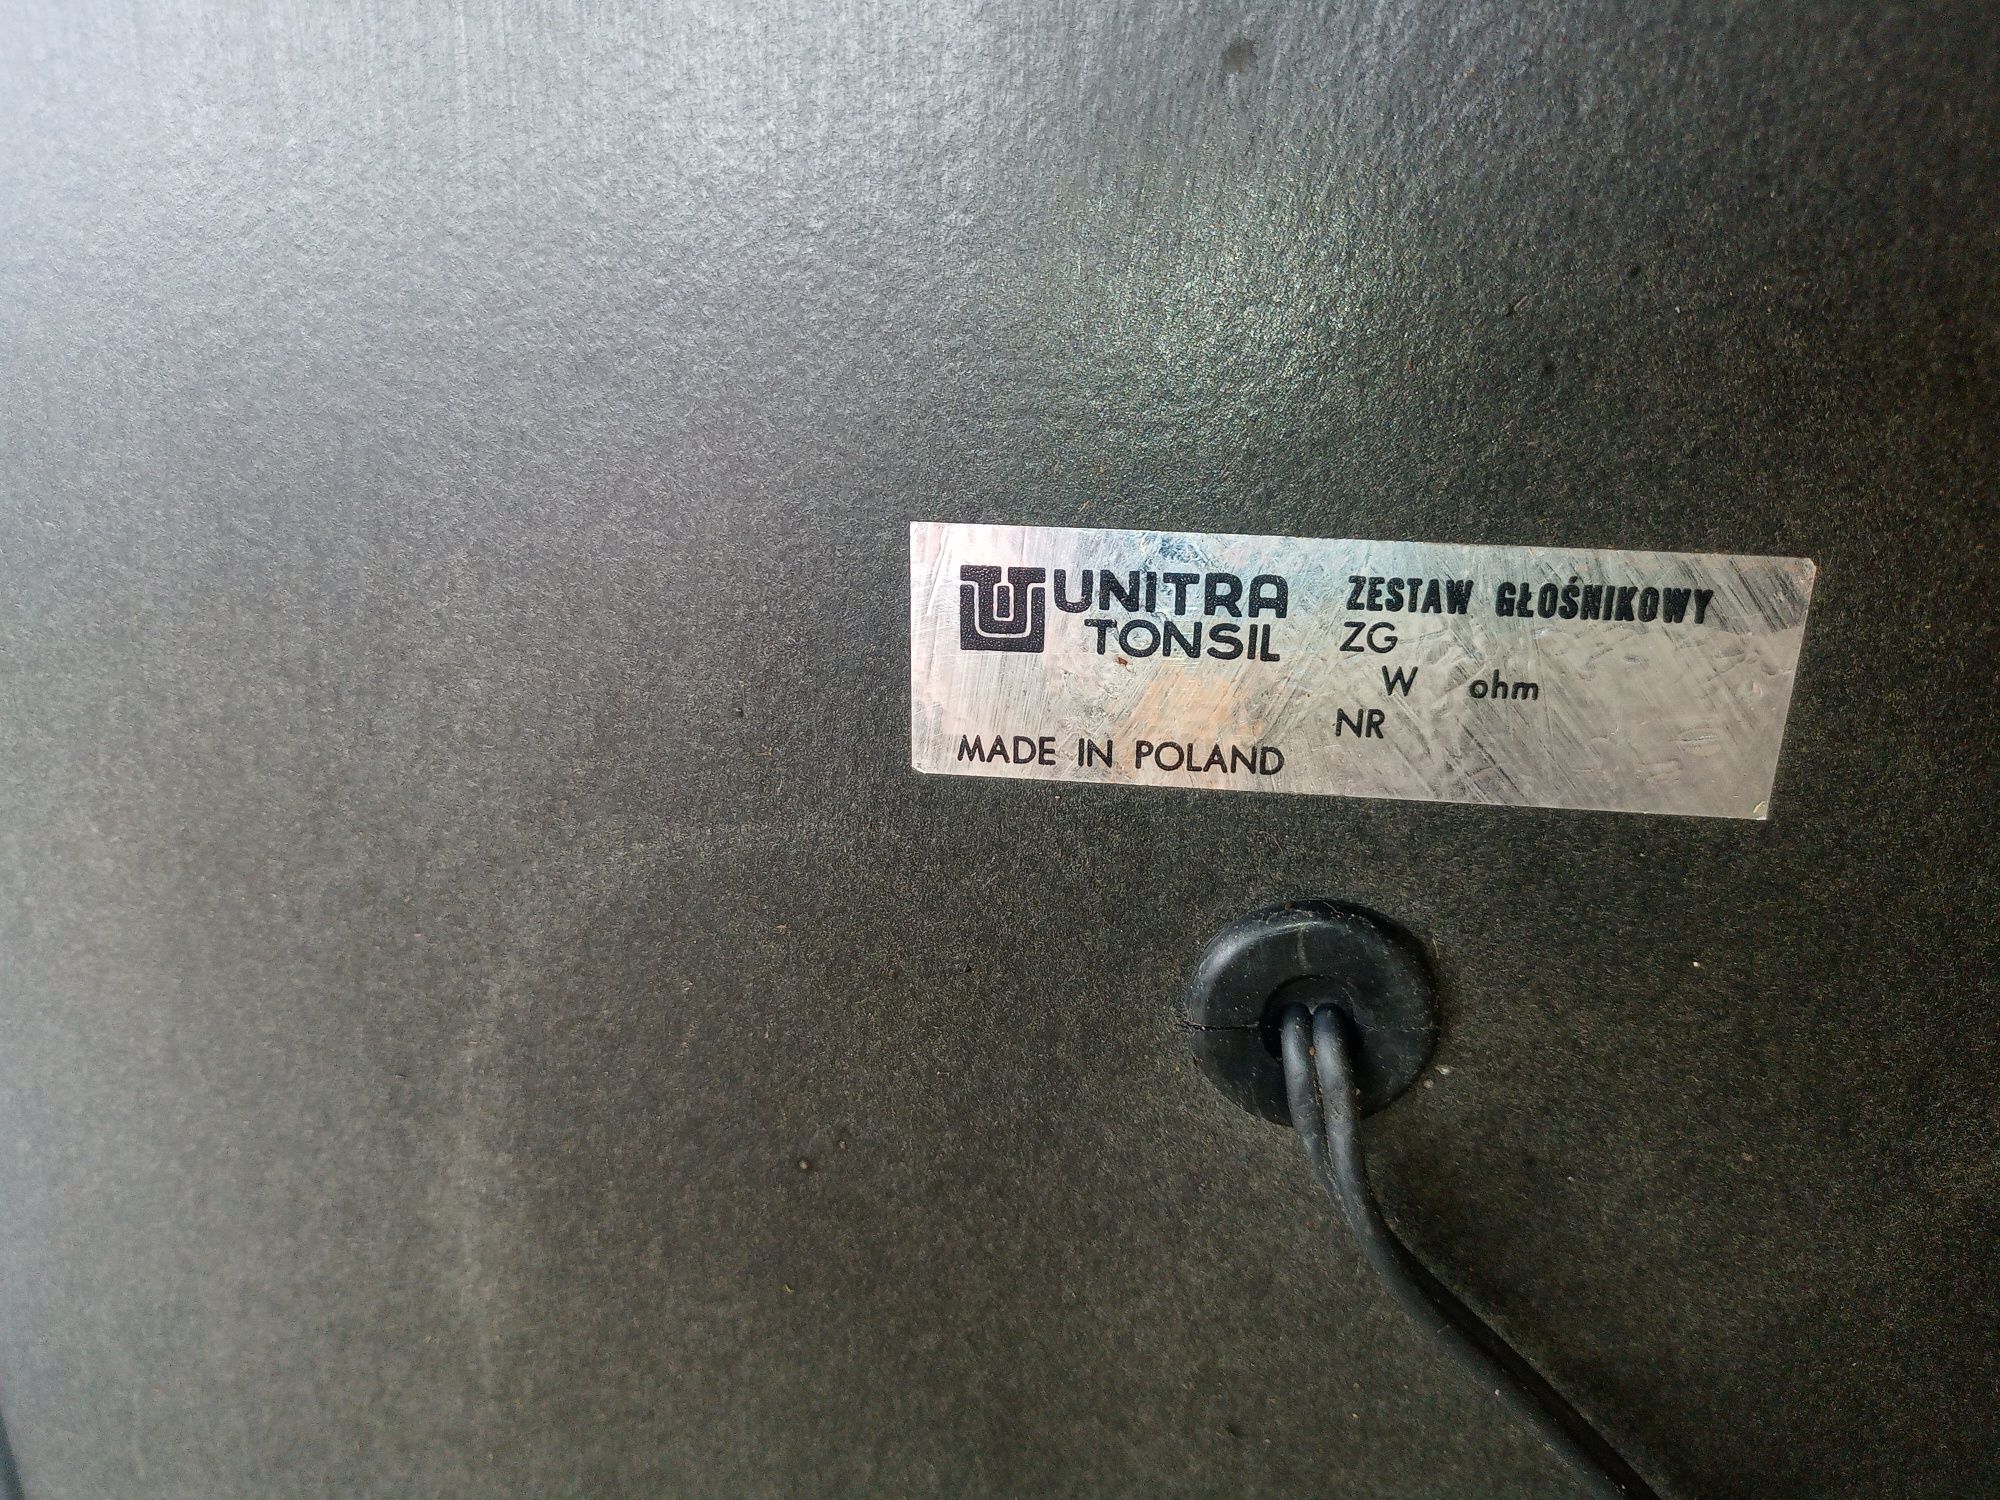 UNITRA
TONSIL
MADE IN POLAND
ZESTAW GŁOŚNIKOWY
ZG
W ohm
NR